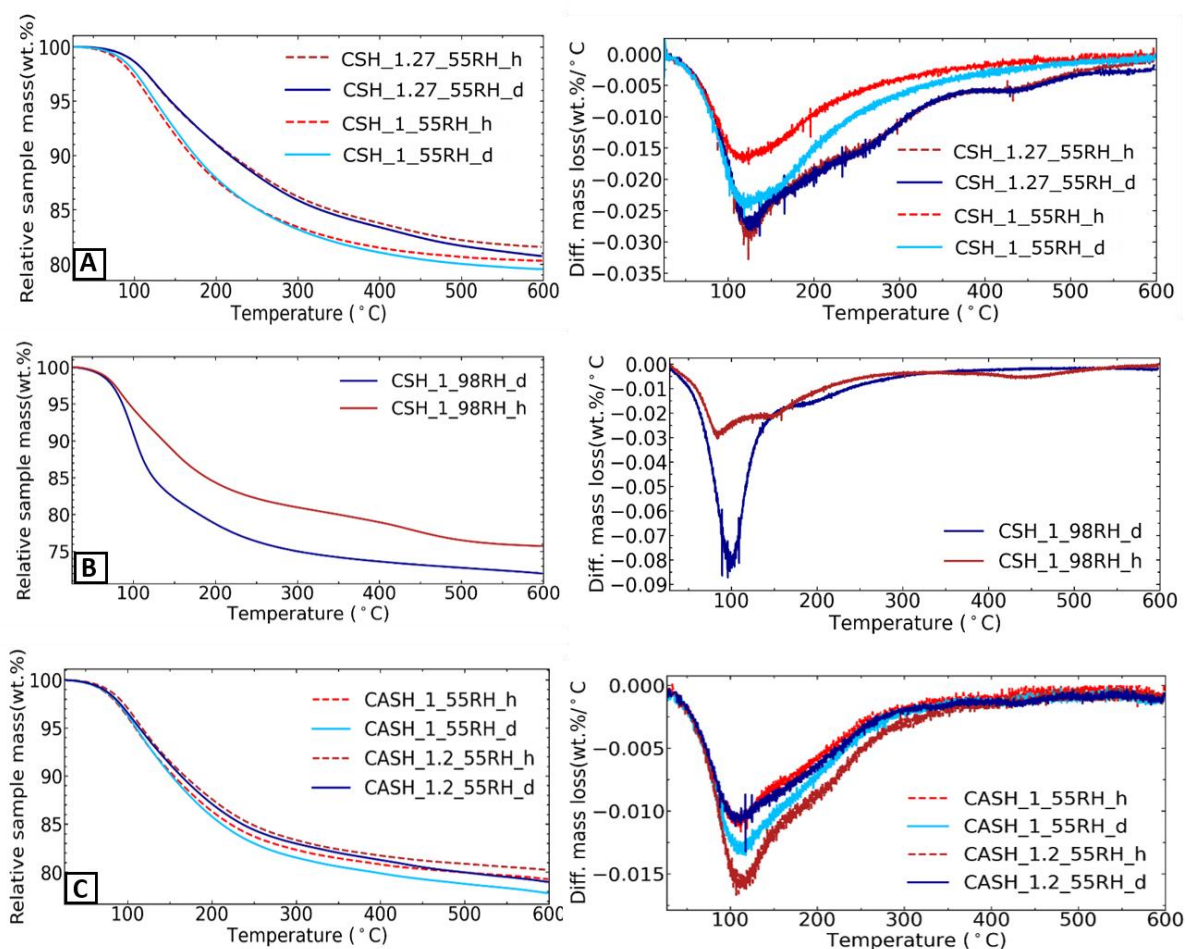 Relative sample mass(wt.%)
100
95
90
85
80
CSH_1.27_55RH_h
CSH_1.27_55RH_d
CSH_1_55RH_h
CSH_1_55RH_d
A
100 200 300 400 500 600
Temperature (°C)
Diff. mass loss(wt.%/°C
0.000
−0.005
−0.010
−0.015
−0.020
−0.025
−0.030
−0.035
CSH_1.27_55RH_h
CSH_1.27_55RH_d
CSH_1_55RH_h
CSH_1_55RH_d
100 200 300 400 500 600
Temperature (°C)
Relative sample mass(wt.%)
100
95
90
85
80
75
CSH_1_98RH_d
CSH_1_98RH_h
B
100 200 300 400 500 600
Temperature (°C)
Diff. mass loss(wt.%/°C
0.00
−0.01
−0.02
−0.03
−0.04
−0.05
−0.06
−0.07
−0.08
−0.09
CSH_1_98RH_d
CSH_1_98RH_h
100 200 300 400 500 600
Temperature (°C)
Relative sample mass(wt.%)
100
95
90
85
80
CASH_1_55RH_h
CASH_1_55RH_d
CASH_1.2_55RH_h
CASH_1.2_55RH_d
C
100 200 300 400 500 600
Temperature (°C)
Diff. mass loss(wt.%/°C
0.000
−0.005
−0.010
−0.015
CASH_1_55RH_h
CASH_1_55RH_d
CASH_1.2_55RH_h
CASH_1.2_55RH_d
100 200 300 400 500 600
Temperature (°C)